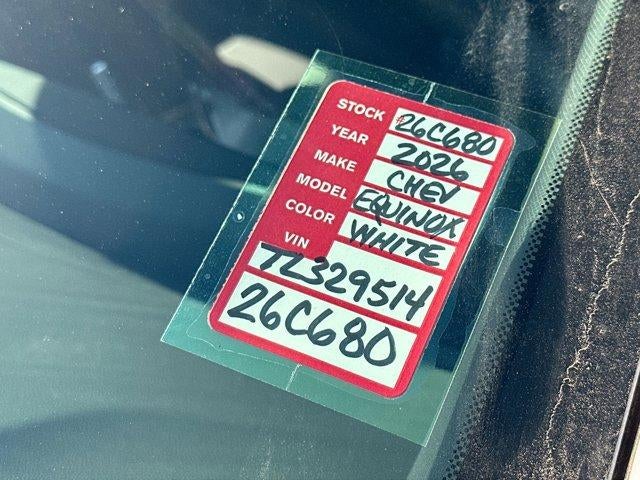 STOCK #26C680
YEAR 2026
MAKE CHEV
MODEL EQUINOX
COLOR WHITE
VIN TL329514
26C680